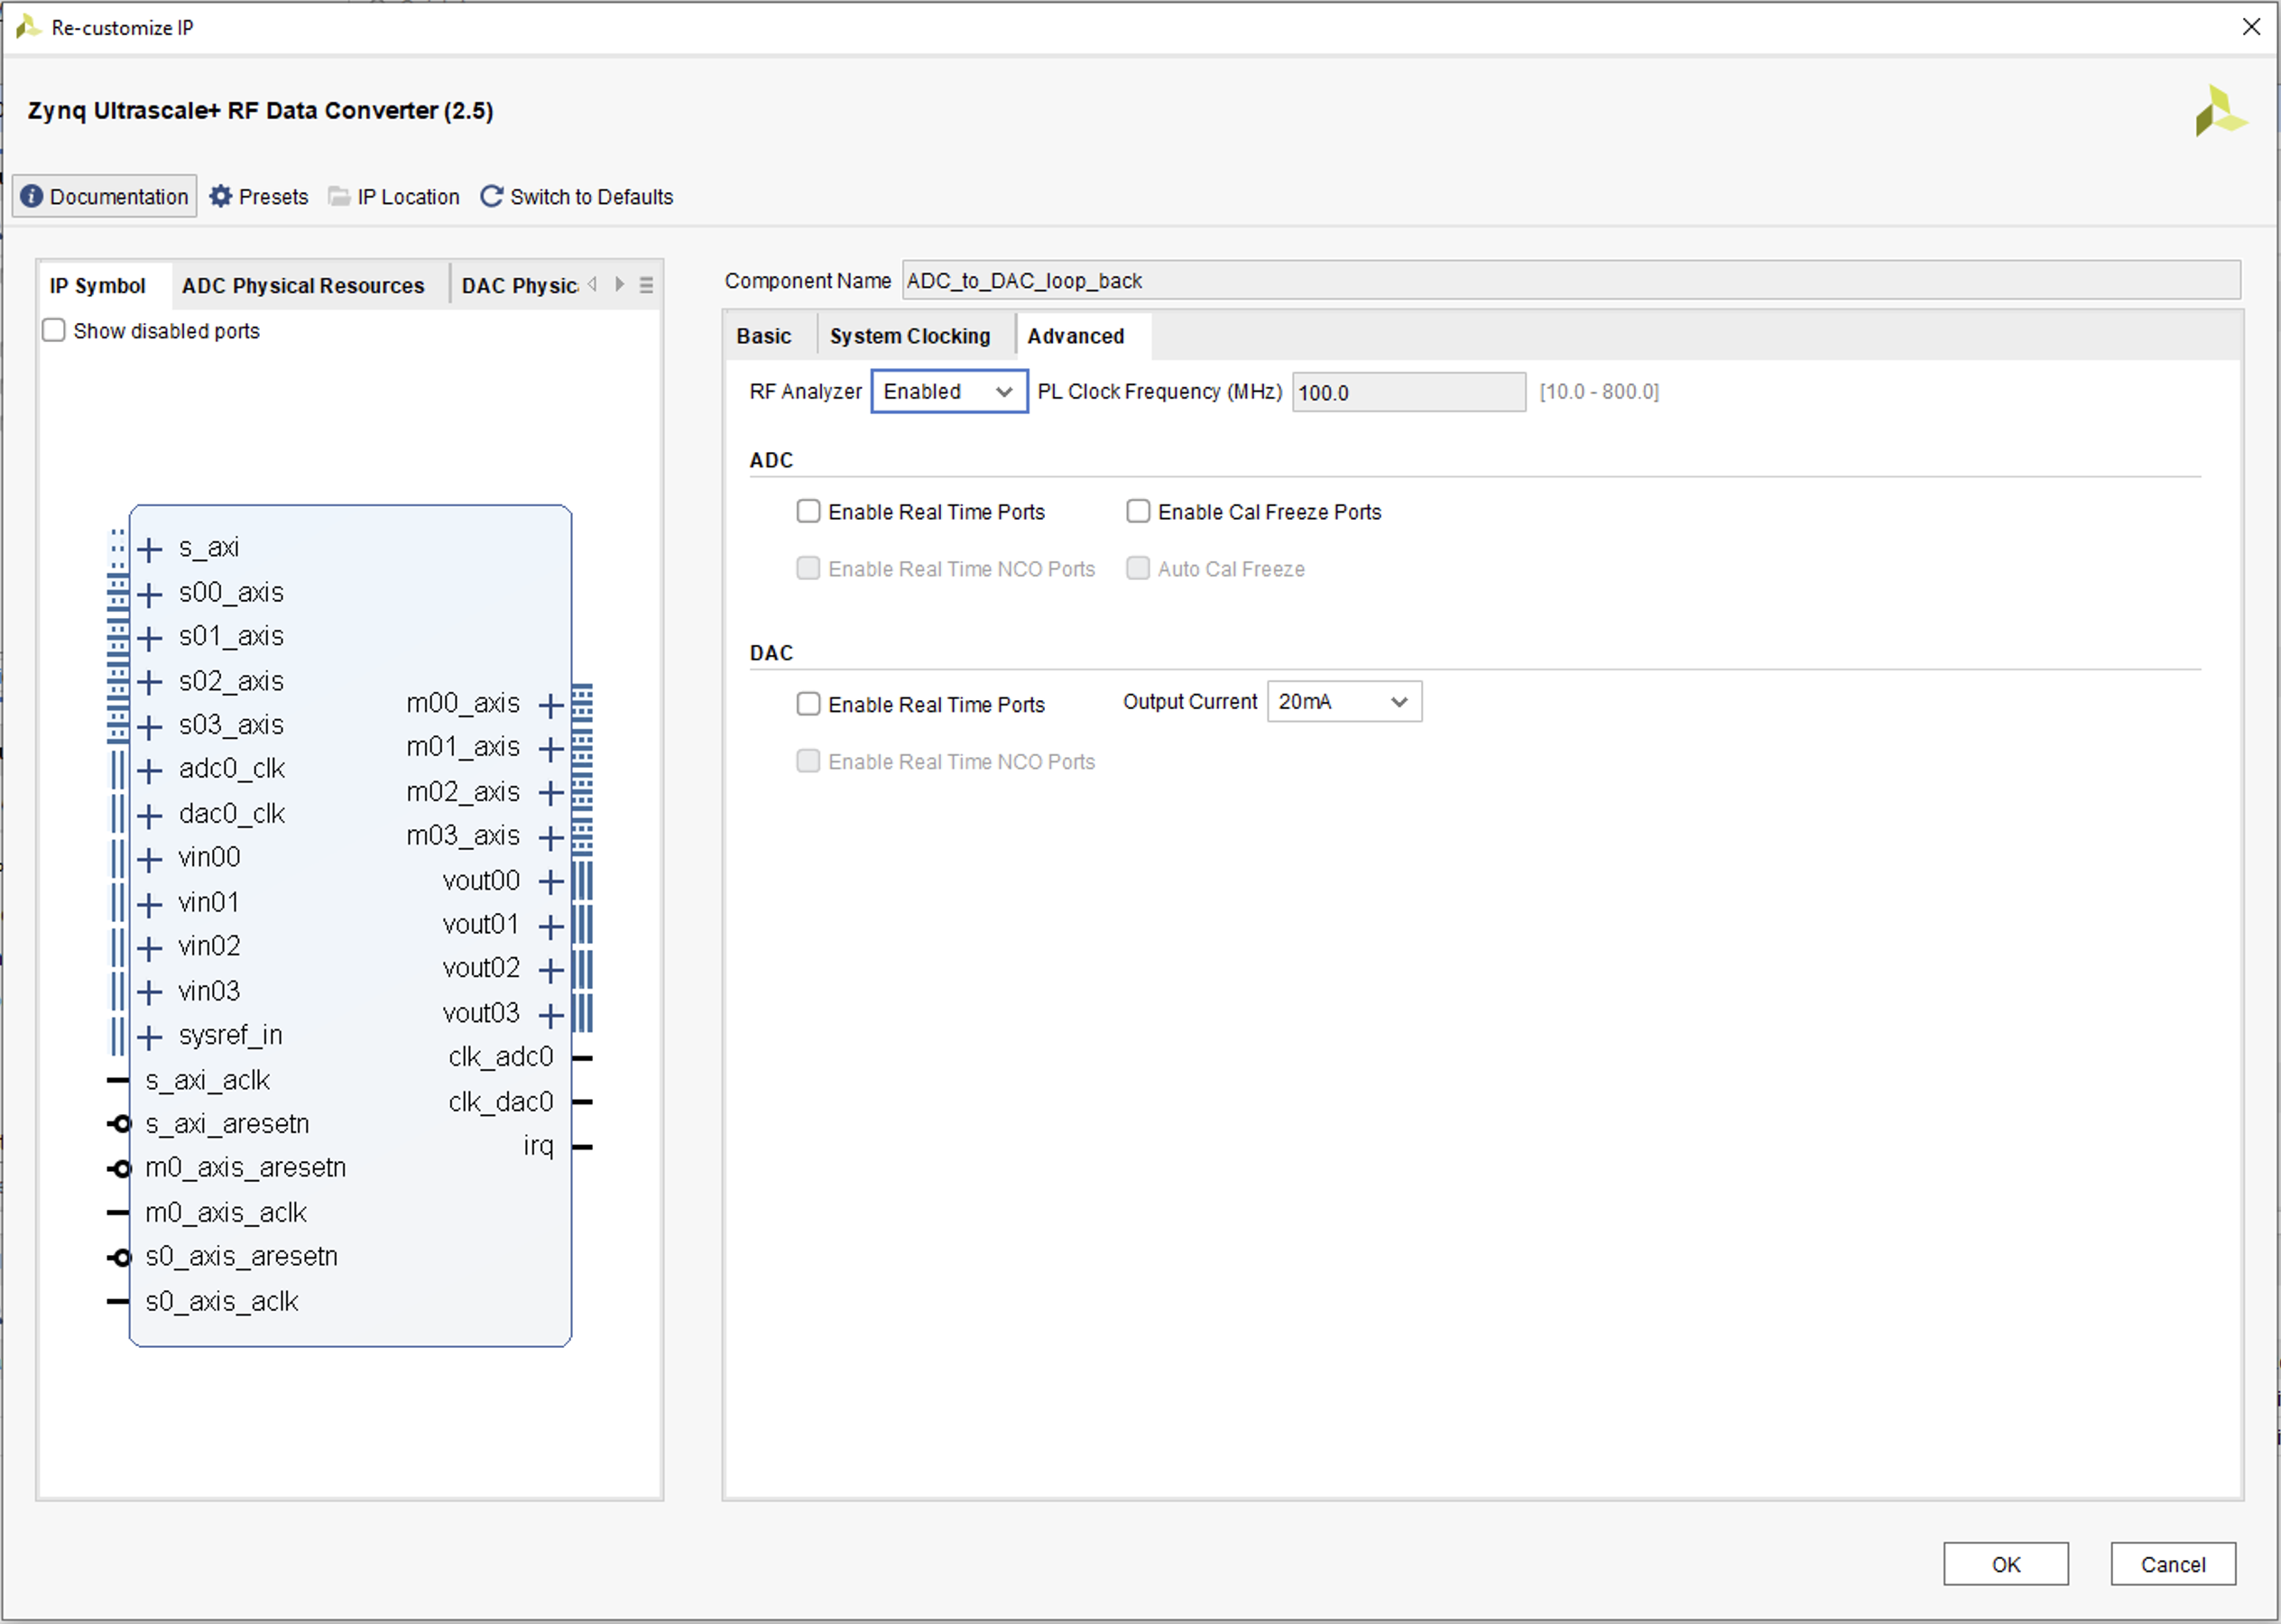 Re-customize IP
Zynq Ultrascale+ RF Data Converter (2.5)
Documentation Presets IP Location Switch to Defaults
IP Symbol ADC Physical Resources DAC Physic
Show disabled ports
s_axi
s00_axis
s01_axis
s02_axis
s03_axis
adc0_clk
dac0_clk
vin00
vin01
vin02
vin03
sysref_in
s_axi_aclk
s_axi_aresetn
m0_axis_aresetn
m0_axis_aclk
s0_axis_aresetn
s0_axis_aclk
m00_axis
m01_axis
m02_axis
m03_axis
vout00
vout01
vout02
vout03
clk_adc0
clk_dac0
irq
Component Name ADC_to_DAC_loop_back
Basic System Clocking Advanced
RF Analyzer Enabled PL Clock Frequency (MHz) 100.0 [10.0 - 800.0]
ADC
Enable Real Time Ports Enable Cal Freeze Ports
Enable Real Time NCO Ports Auto Cal Freeze
DAC
Enable Real Time Ports Output Current 20mA
Enable Real Time NCO Ports
OK Cancel